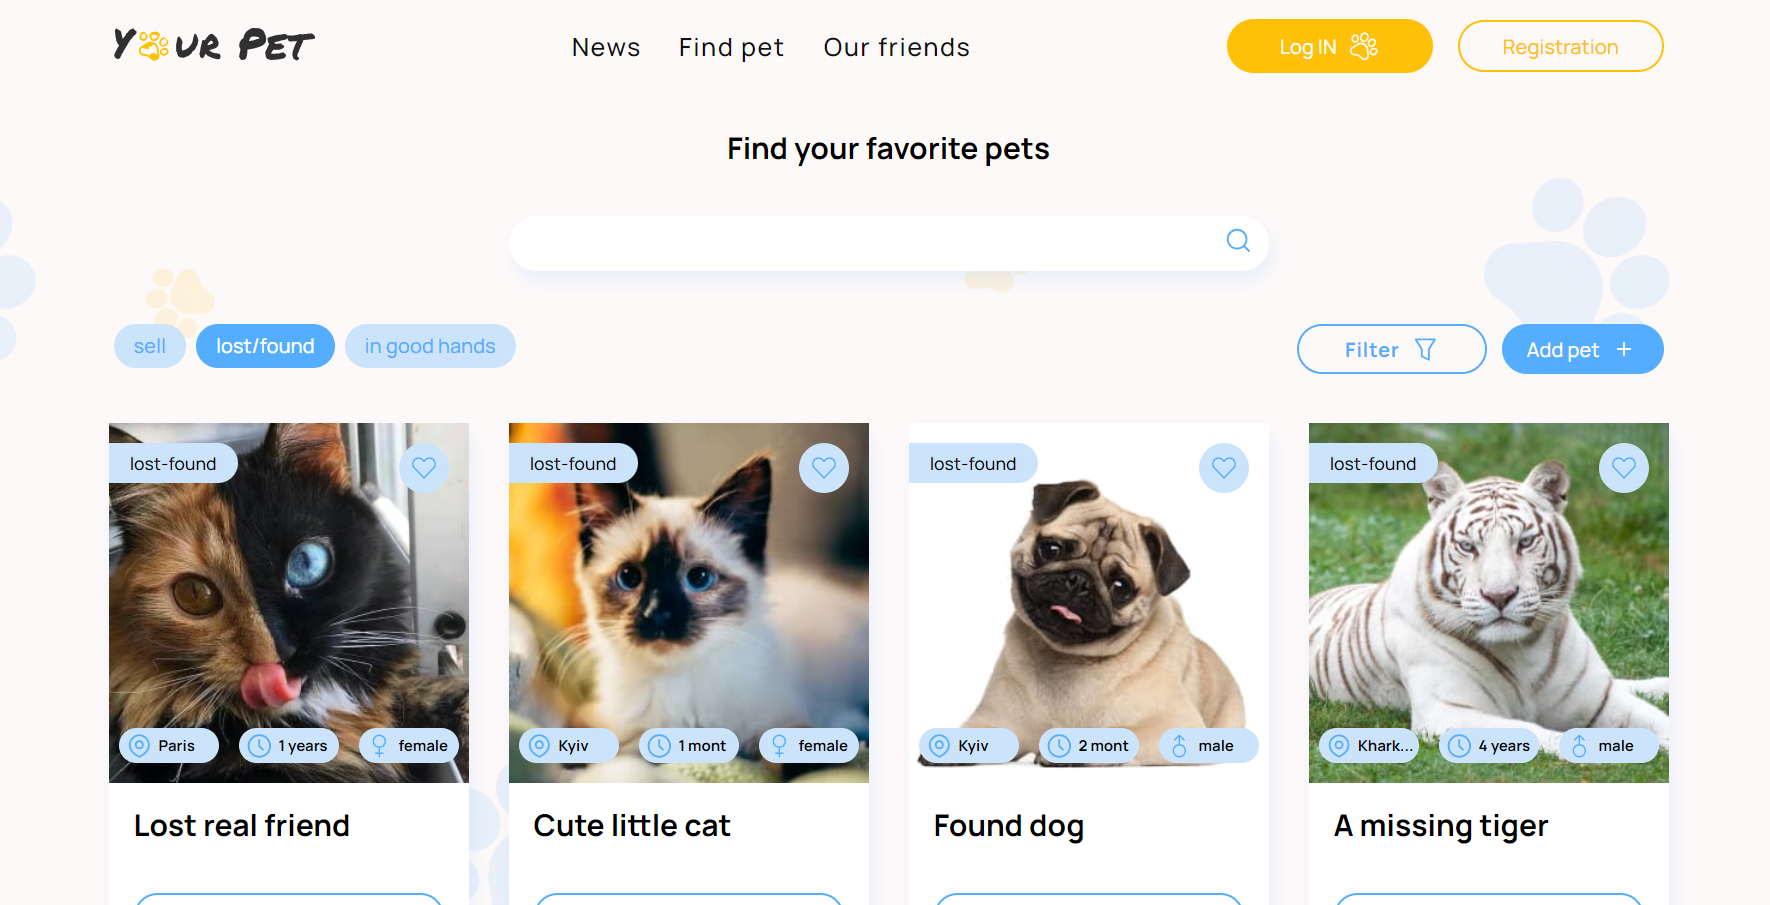 Your Pet
News Find pet Our friends
Log IN Registration
Find your favorite pets
sell lost/found in good hands
Filter Add pet +
lost-found
Paris 1 years female
Lost real friend
lost-found
Kyiv 1 mont female
Cute little cat
lost-found
Kyiv 2 mont male
Found dog
lost-found
Khark... 4 years male
A missing tiger